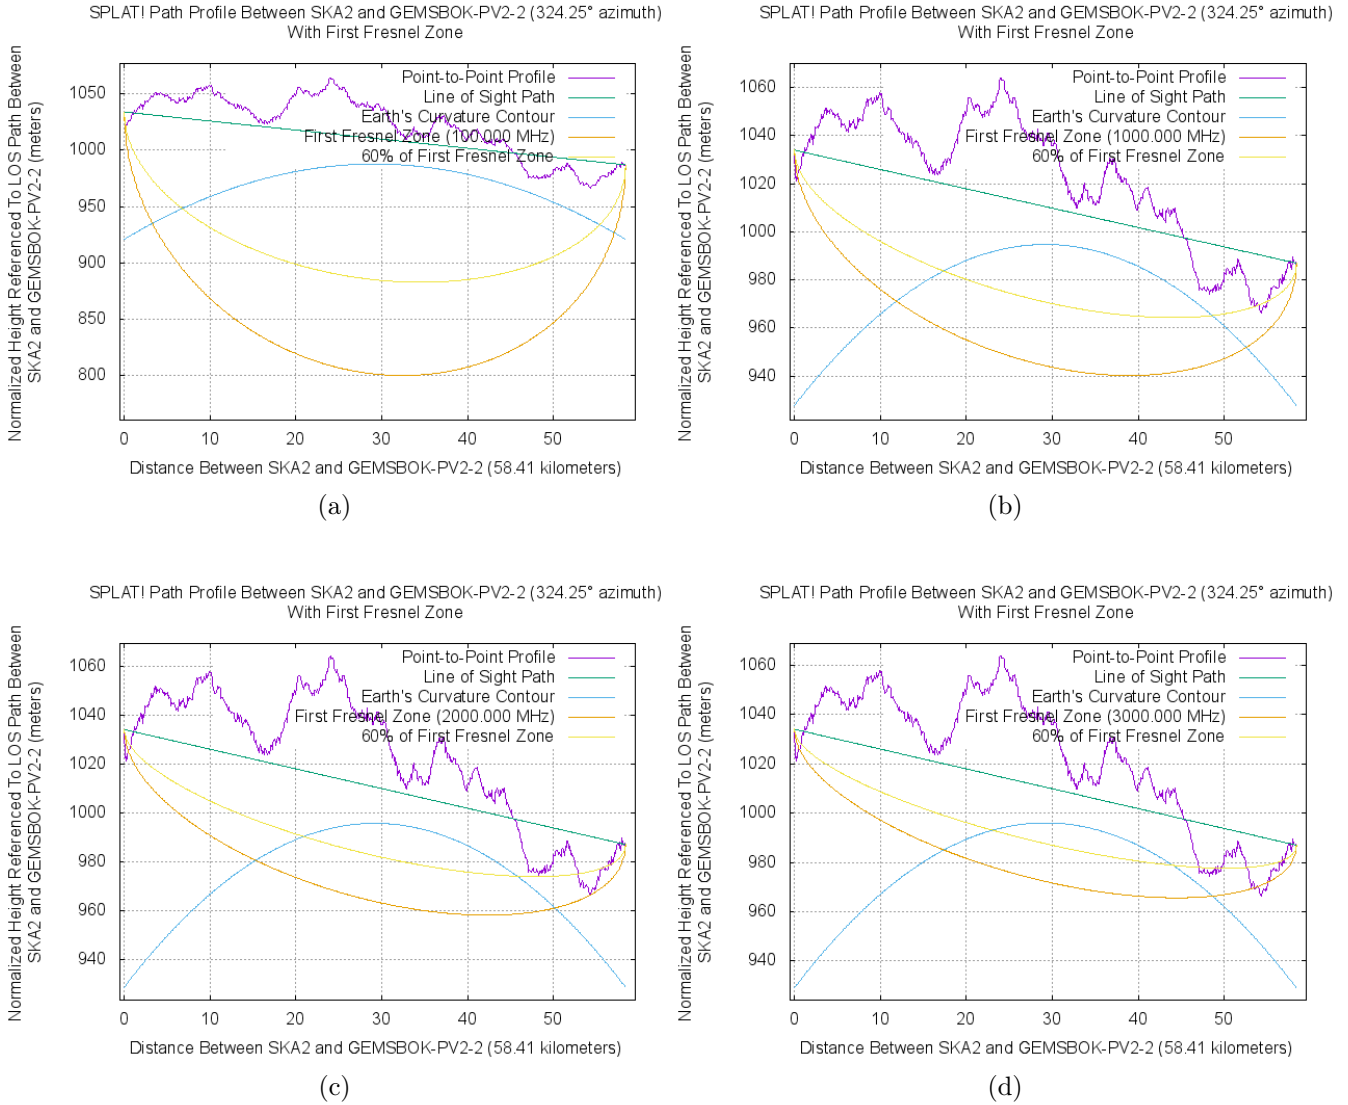 SPLAT! Path Profile Between SKA2 and GEMSBOK-PV2-2 (324.25° azimuth)
With First Fresnel Zone
Normalized Height Referenced To LOS Path Between
SKA2 and GEMSBOK-PV2-2 (meters)
Point-to-Point Profile
Line of Sight Path
Earth's Curvature Contour
First Fresnel Zone (100.000 MHz)
60% of First Fresnel Zone
1050
1000
950
900
850
800
0 10 20 30 40 50
Distance Between SKA2 and GEMSBOK-PV2-2 (58.41 kilometers)
(a)
SPLAT! Path Profile Between SKA2 and GEMSBOK-PV2-2 (324.25° azimuth)
With First Fresnel Zone
Normalized Height Referenced To LOS Path Between
SKA2 and GEMSBOK-PV2-2 (meters)
Point-to-Point Profile
Line of Sight Path
Earth's Curvature Contour
First Fresnel Zone (1000.000 MHz)
60% of First Fresnel Zone
1060
1040
1020
1000
980
960
940
0 10 20 30 40 50
Distance Between SKA2 and GEMSBOK-PV2-2 (58.41 kilometers)
(b)
SPLAT! Path Profile Between SKA2 and GEMSBOK-PV2-2 (324.25° azimuth)
With First Fresnel Zone
Normalized Height Referenced To LOS Path Between
SKA2 and GEMSBOK-PV2-2 (meters)
Point-to-Point Profile
Line of Sight Path
Earth's Curvature Contour
First Fresnel Zone (2000.000 MHz)
60% of First Fresnel Zone
1060
1040
1020
1000
980
960
940
0 10 20 30 40 50
Distance Between SKA2 and GEMSBOK-PV2-2 (58.41 kilometers)
(c)
SPLAT! Path Profile Between SKA2 and GEMSBOK-PV2-2 (324.25° azimuth)
With First Fresnel Zone
Normalized Height Referenced To LOS Path Between
SKA2 and GEMSBOK-PV2-2 (meters)
Point-to-Point Profile
Line of Sight Path
Earth's Curvature Contour
First Fresnel Zone (3000.000 MHz)
60% of First Fresnel Zone
1060
1040
1020
1000
980
960
940
0 10 20 30 40 50
Distance Between SKA2 and GEMSBOK-PV2-2 (58.41 kilometers)
(d)